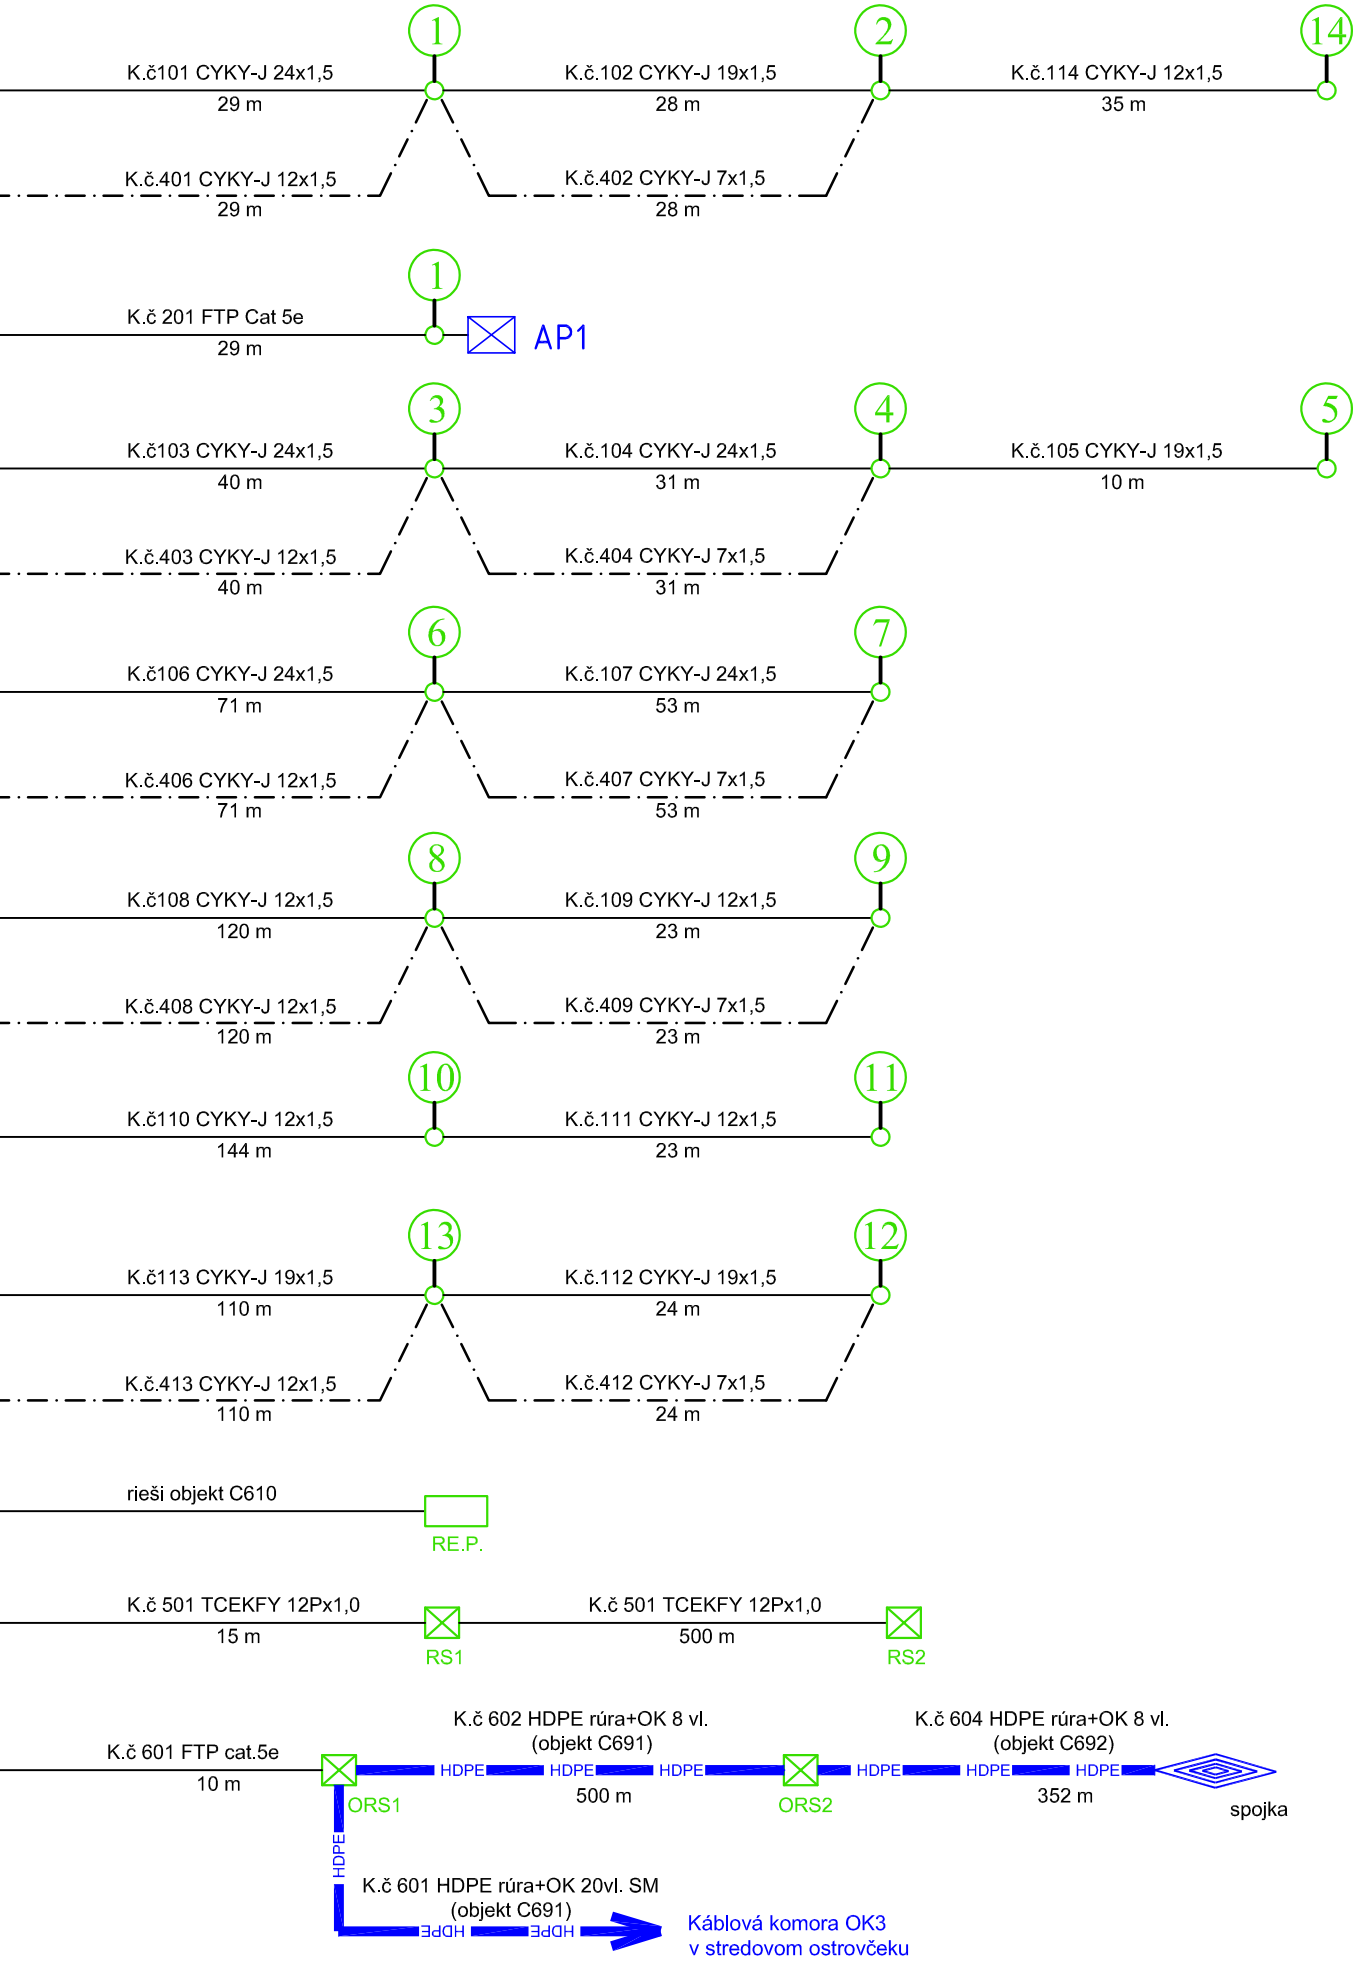 1
2
14
K.č101 CYKY-J 24x1,5
K.č.102 CYKY-J 19x1,5
K.č.114 CYKY-J 12x1,5
29 m
28 m
35 m
K.č.401 CYKY-J 12x1,5
K.č.402 CYKY-J 7x1,5
29 m
28 m
1
K.č 201 FTP Cat 5e
29 m
AP1
3
4
5
K.č103 CYKY-J 24x1,5
K.č.104 CYKY-J 24x1,5
K.č.105 CYKY-J 19x1,5
40 m
31 m
10 m
K.č.403 CYKY-J 12x1,5
K.č.404 CYKY-J 7x1,5
40 m
31 m
6
7
K.č106 CYKY-J 24x1,5
K.č.107 CYKY-J 24x1,5
71 m
53 m
K.č.406 CYKY-J 12x1,5
K.č.407 CYKY-J 7x1,5
71 m
53 m
8
9
K.č108 CYKY-J 12x1,5
K.č.109 CYKY-J 12x1,5
120 m
23 m
K.č.408 CYKY-J 12x1,5
K.č.409 CYKY-J 7x1,5
120 m
23 m
10
11
K.č110 CYKY-J 12x1,5
K.č.111 CYKY-J 12x1,5
144 m
23 m
13
12
K.č113 CYKY-J 19x1,5
K.č.112 CYKY-J 19x1,5
110 m
24 m
K.č.413 CYKY-J 12x1,5
K.č.412 CYKY-J 7x1,5
110 m
24 m
rieši objekt C610
RE.P.
K.č 501 TCEKFY 12Px1,0
K.č 501 TCEKFY 12Px1,0
15 m
500 m
RS1
RS2
K.č 602 HDPE rúra+OK 8 vl.
(objekt C691)
K.č 604 HDPE rúra+OK 8 vl.
(objekt C692)
K.č 601 FTP cat.5e
10 m
HDPE
HDPE
HDPE
HDPE
HDPE
HDPE
500 m
352 m
ORS1
ORS2
spojka
HDPE
K.č 601 HDPE rúra+OK 20vl. SM
(objekt C691)
HDPE
HDPE
Káblová komora OK3
v stredovom ostrovčeku